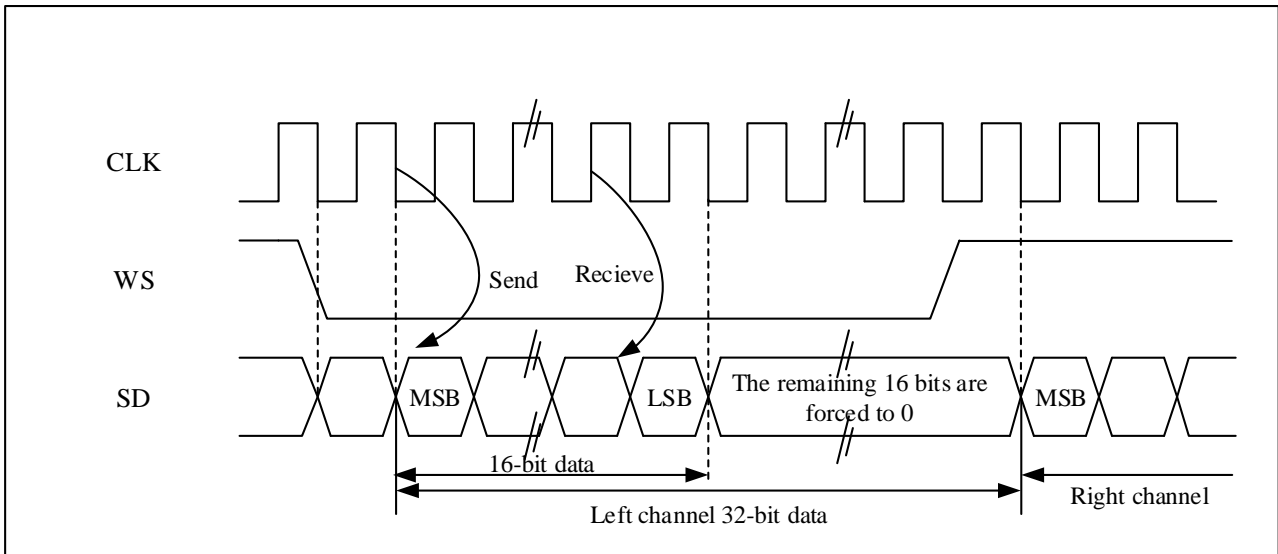 CLK
WS
Send
Recieve
SD
MSB
LSB
The remaining 16 bits are
forced to 0
MSB
16-bit data
Right channel
Left channel 32-bit data